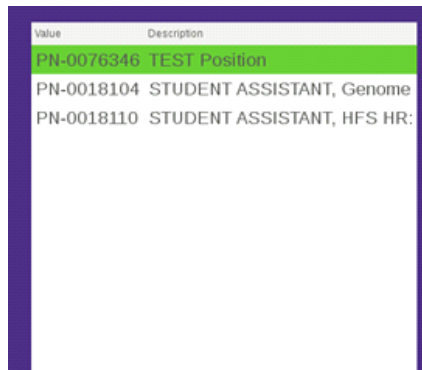 Value Description
PN-0076346 TEST Position
PN-0018104 STUDENT ASSISTANT, Genome
PN-0018110 STUDENT ASSISTANT, HFS HR: